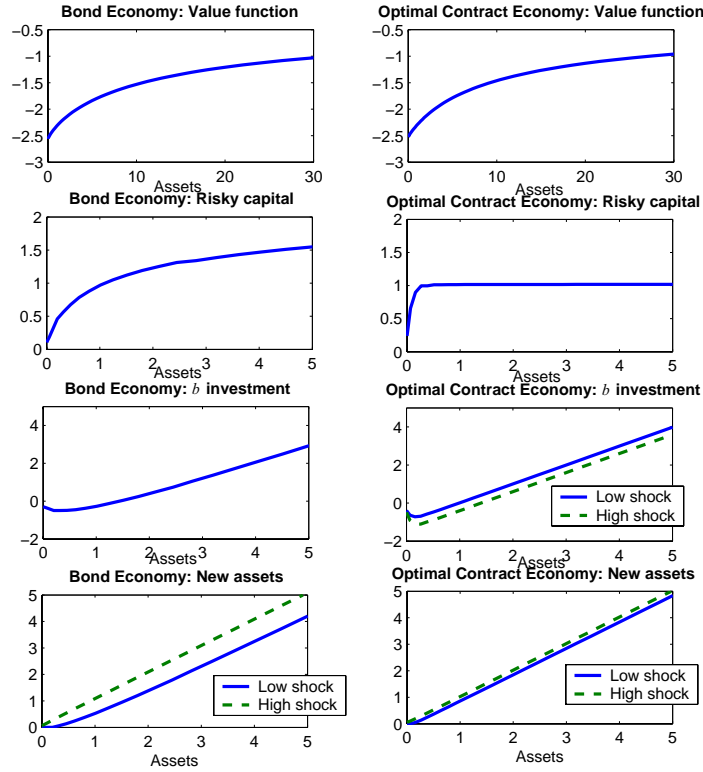 Bond Economy: Value function
−0.5
−1
−1.5
−2
−2.5
−3
0 10 20 30
Assets
Optimal Contract Economy: Value function
−0.5
−1
−1.5
−2
−2.5
−3
0 10 20 30
Assets
Bond Economy: Risky capital
2
1.5
1
0.5
0
0 1 2 3 4 5
Assets
Optimal Contract Economy: Risky capital
2
1.5
1
0.5
0
0 1 2 3 4 5
Assets
Bond Economy: b investment
4
2
0
−2
0 1 2 3 4 5
Assets
Optimal Contract Economy: b investment
4
2
0
−2
0 1 2 3 4 5
Assets
Low shock
High shock
Bond Economy: New assets
5
4
3
2
1
0
0 1 2 3 4 5
Assets
Low shock
High shock
Optimal Contract Economy: New assets
5
4
3
2
1
0
0 1 2 3 4 5
Assets
Low shock
High shock